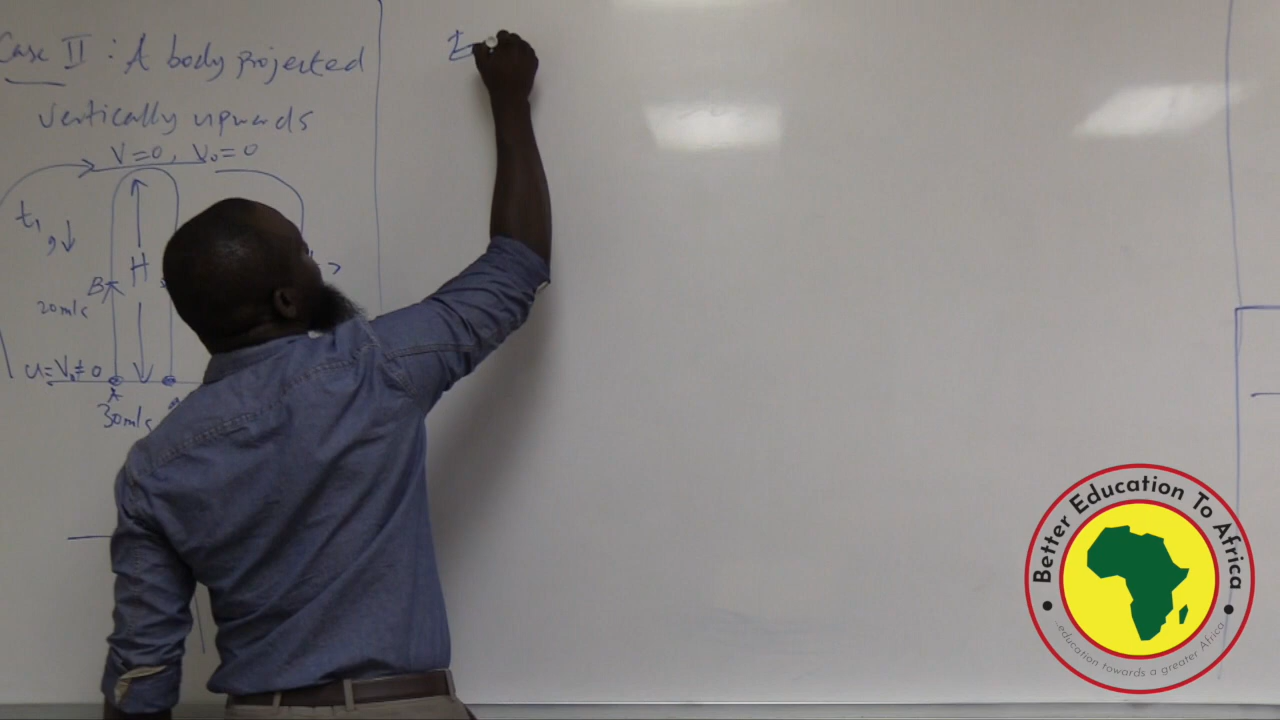 Case II : A body projected
vertically upwards
V=0, V₀=0
t₁
g↓
H
B
20m/s
u=V₀≠0
A
30m/s
Better Education To Africa
...education towards a greater Africa